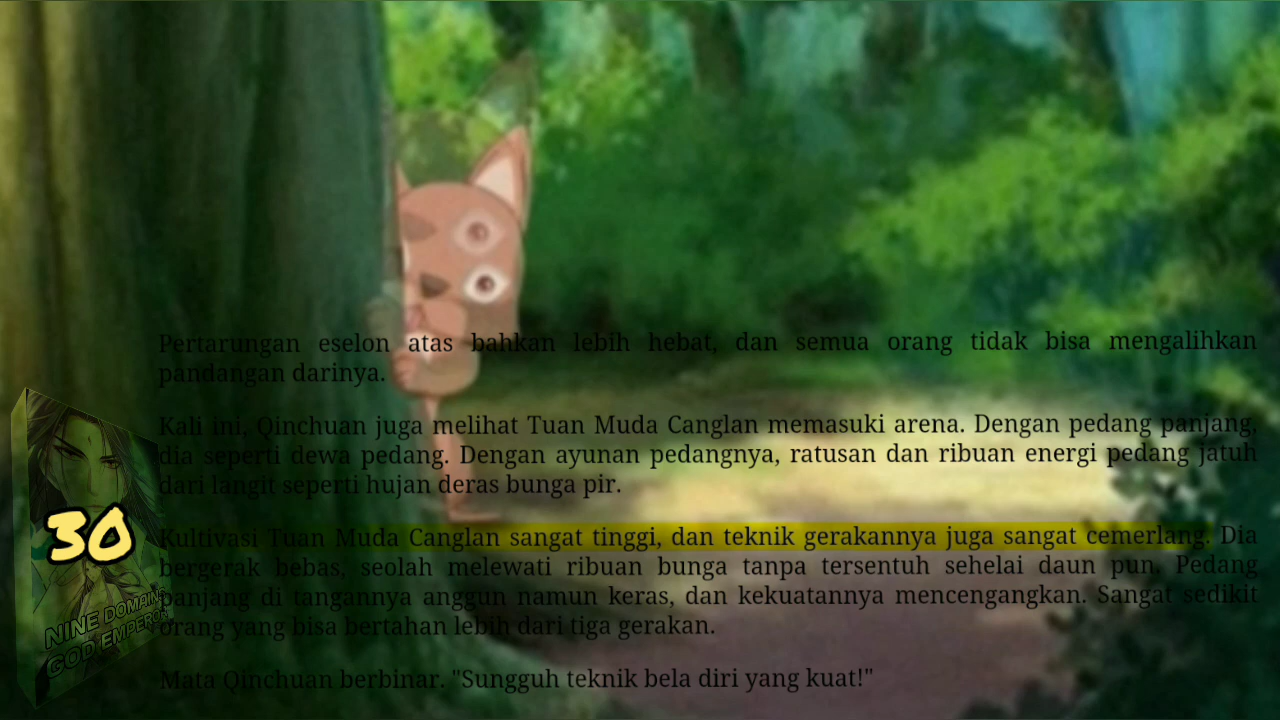 Pertarungan eselon atas bahkan lebih hebat, dan semua orang tidak bisa mengalihkan
pandangan darinya.
Kali ini, Qinchuan juga melihat Tuan Muda Canglan memasuki arena. Dengan pedang panjang,
dia seperti dewa pedang. Dengan ayunan pedangnya, ratusan dan ribuan energi pedang jatuh
dari langit seperti hujan deras bunga pir.
Kultivasi Tuan Muda Canglan sangat tinggi, dan teknik gerakannya juga sangat cemerlang. Dia
bergerak bebas, seolah melewati ribuan bunga tanpa tersentuh sehelai daun pun. Pedang
panjang di tangannya anggun namun keras, dan kekuatannya mencengangkan. Sangat sedikit
orang yang bisa bertahan lebih dari tiga gerakan.
Mata Qinchuan berbinar. "Sungguh teknik bela diri yang kuat!"
30
NINE DOMAINS
GOD EMPEROR